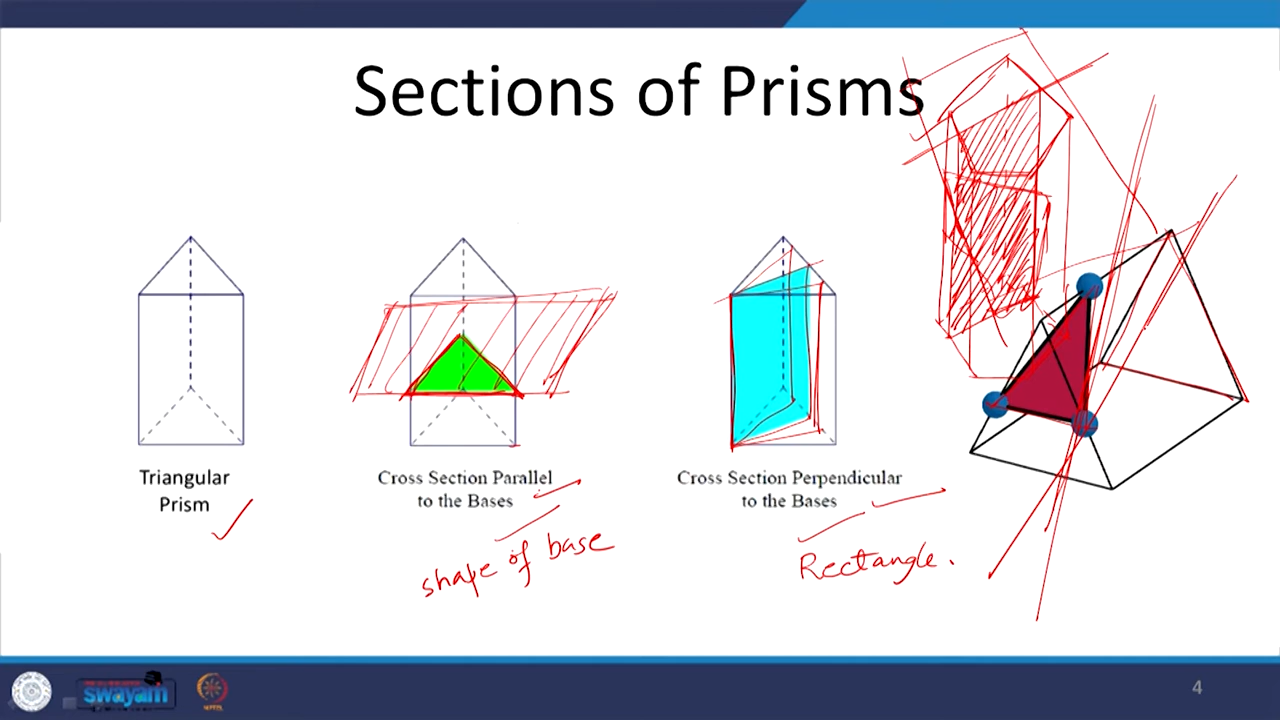 Sections of Prisms
Triangular
Prism
Cross Section Parallel
to the Bases
Cross Section Perpendicular
to the Bases
shape of base
Rectangle.
swayam
4